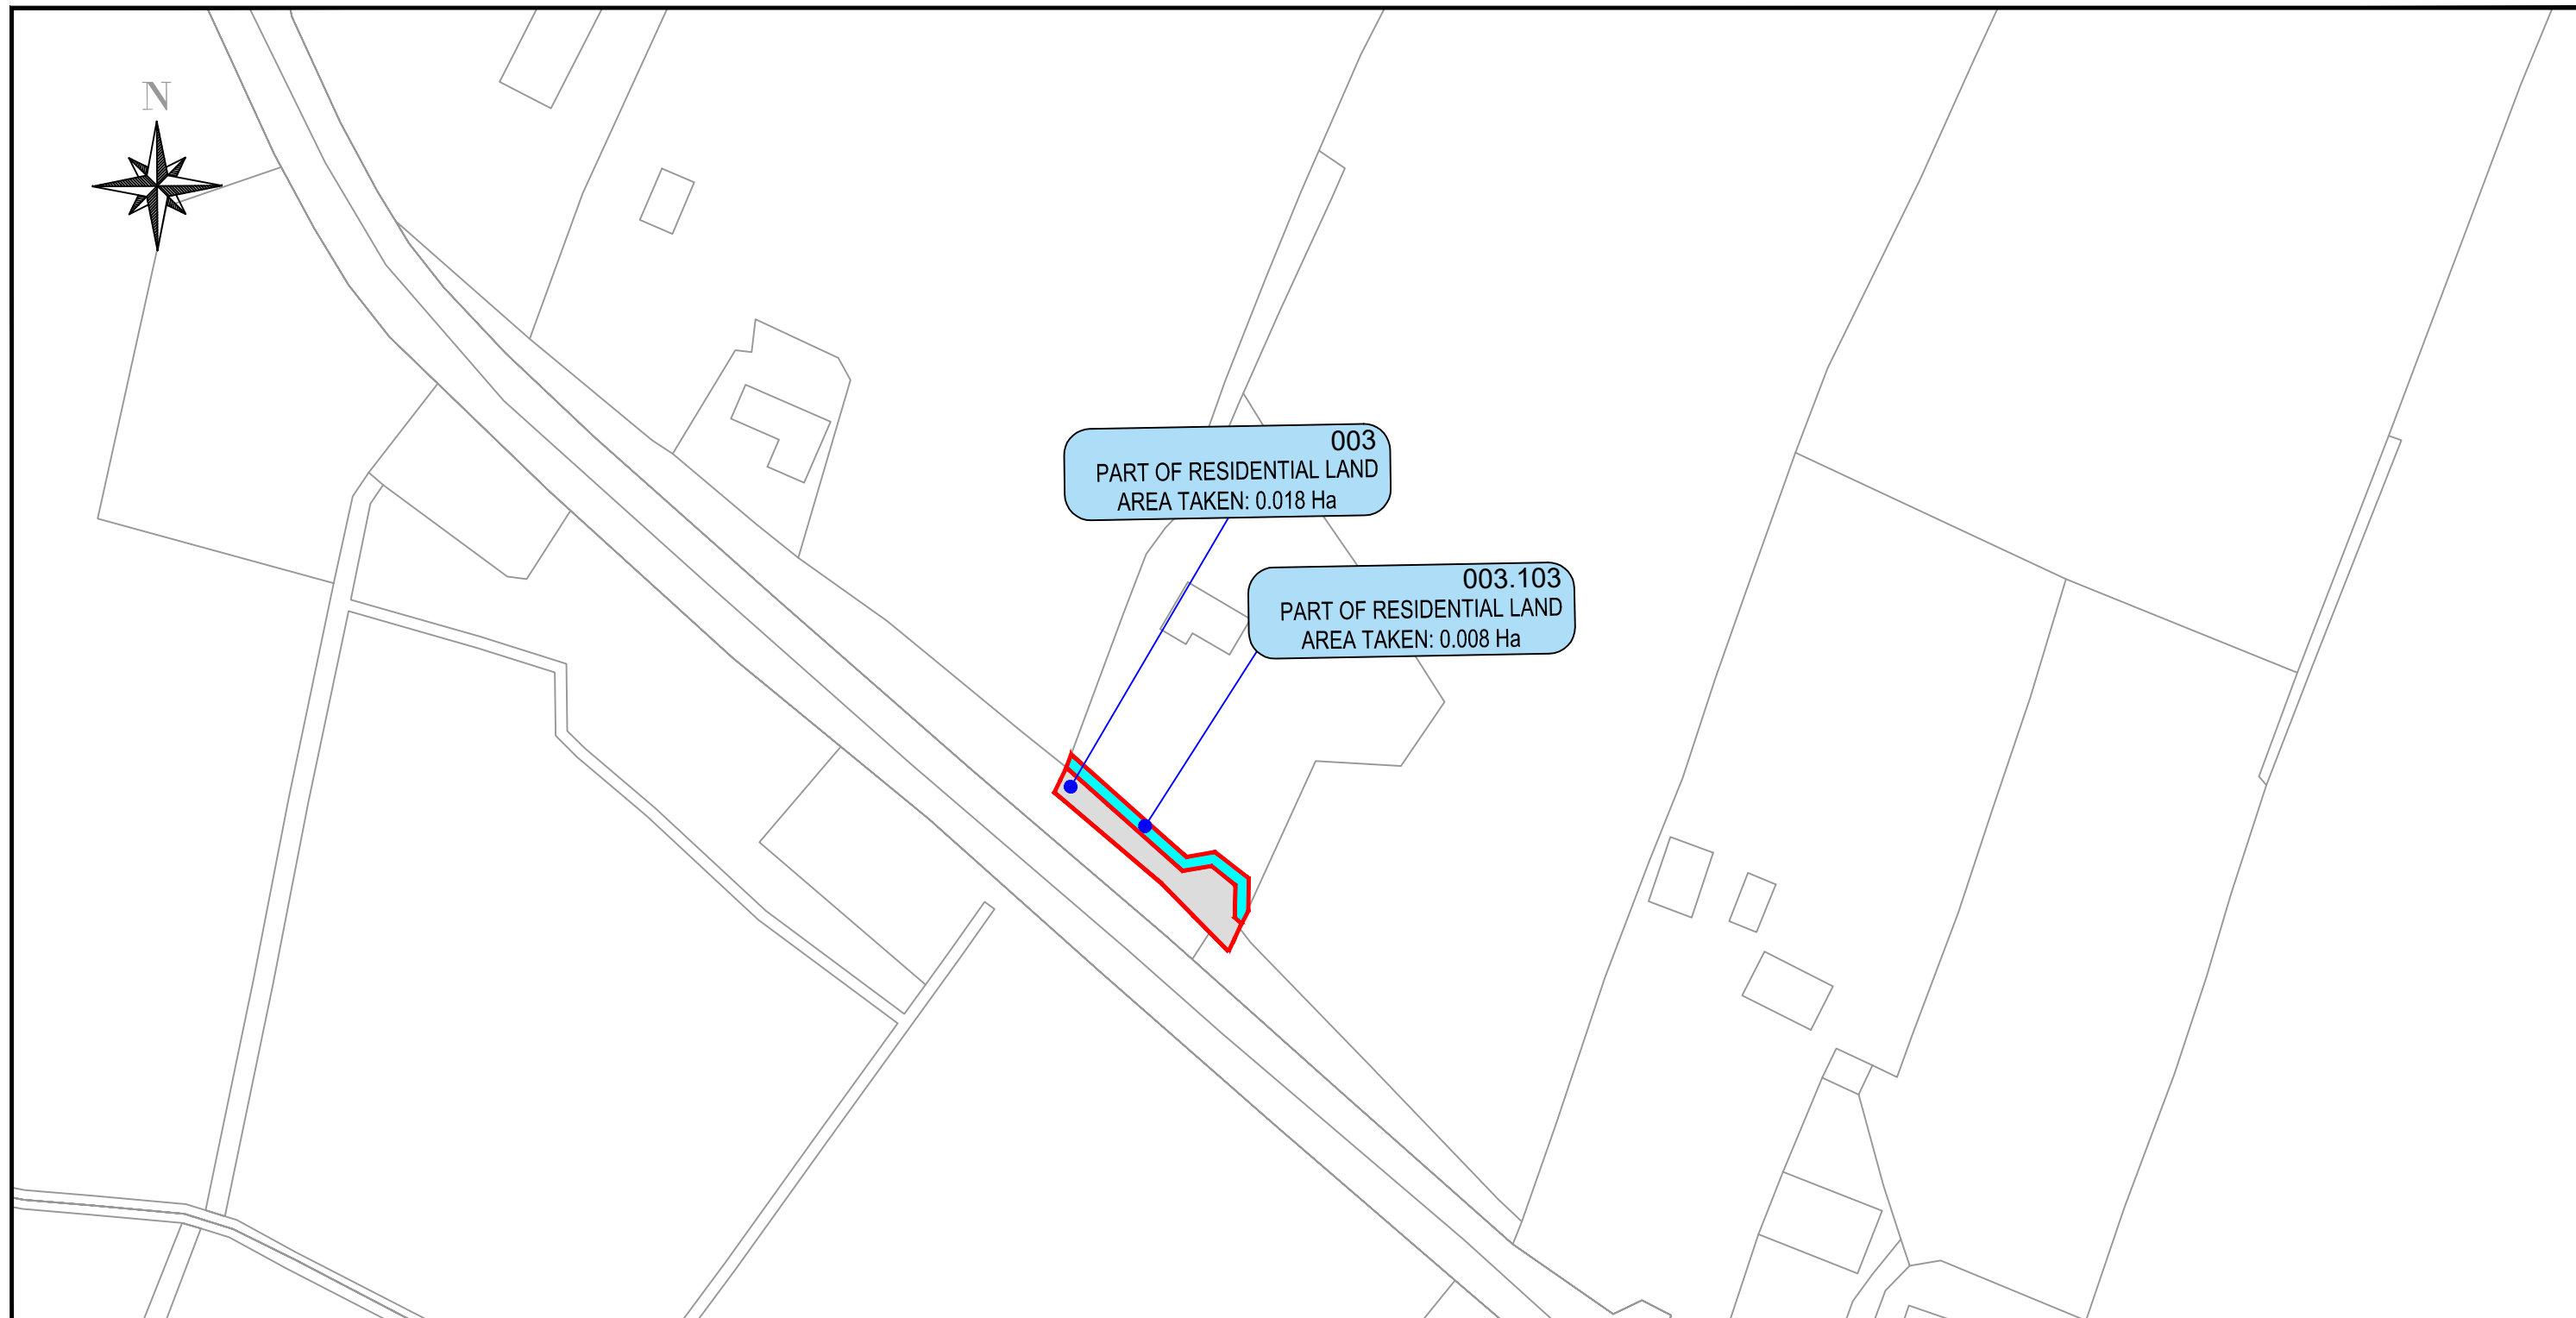 N
003
PART OF RESIDENTIAL LAND
AREA TAKEN: 0.018 Ha
003.103
PART OF RESIDENTIAL LAND
AREA TAKEN: 0.008 Ha